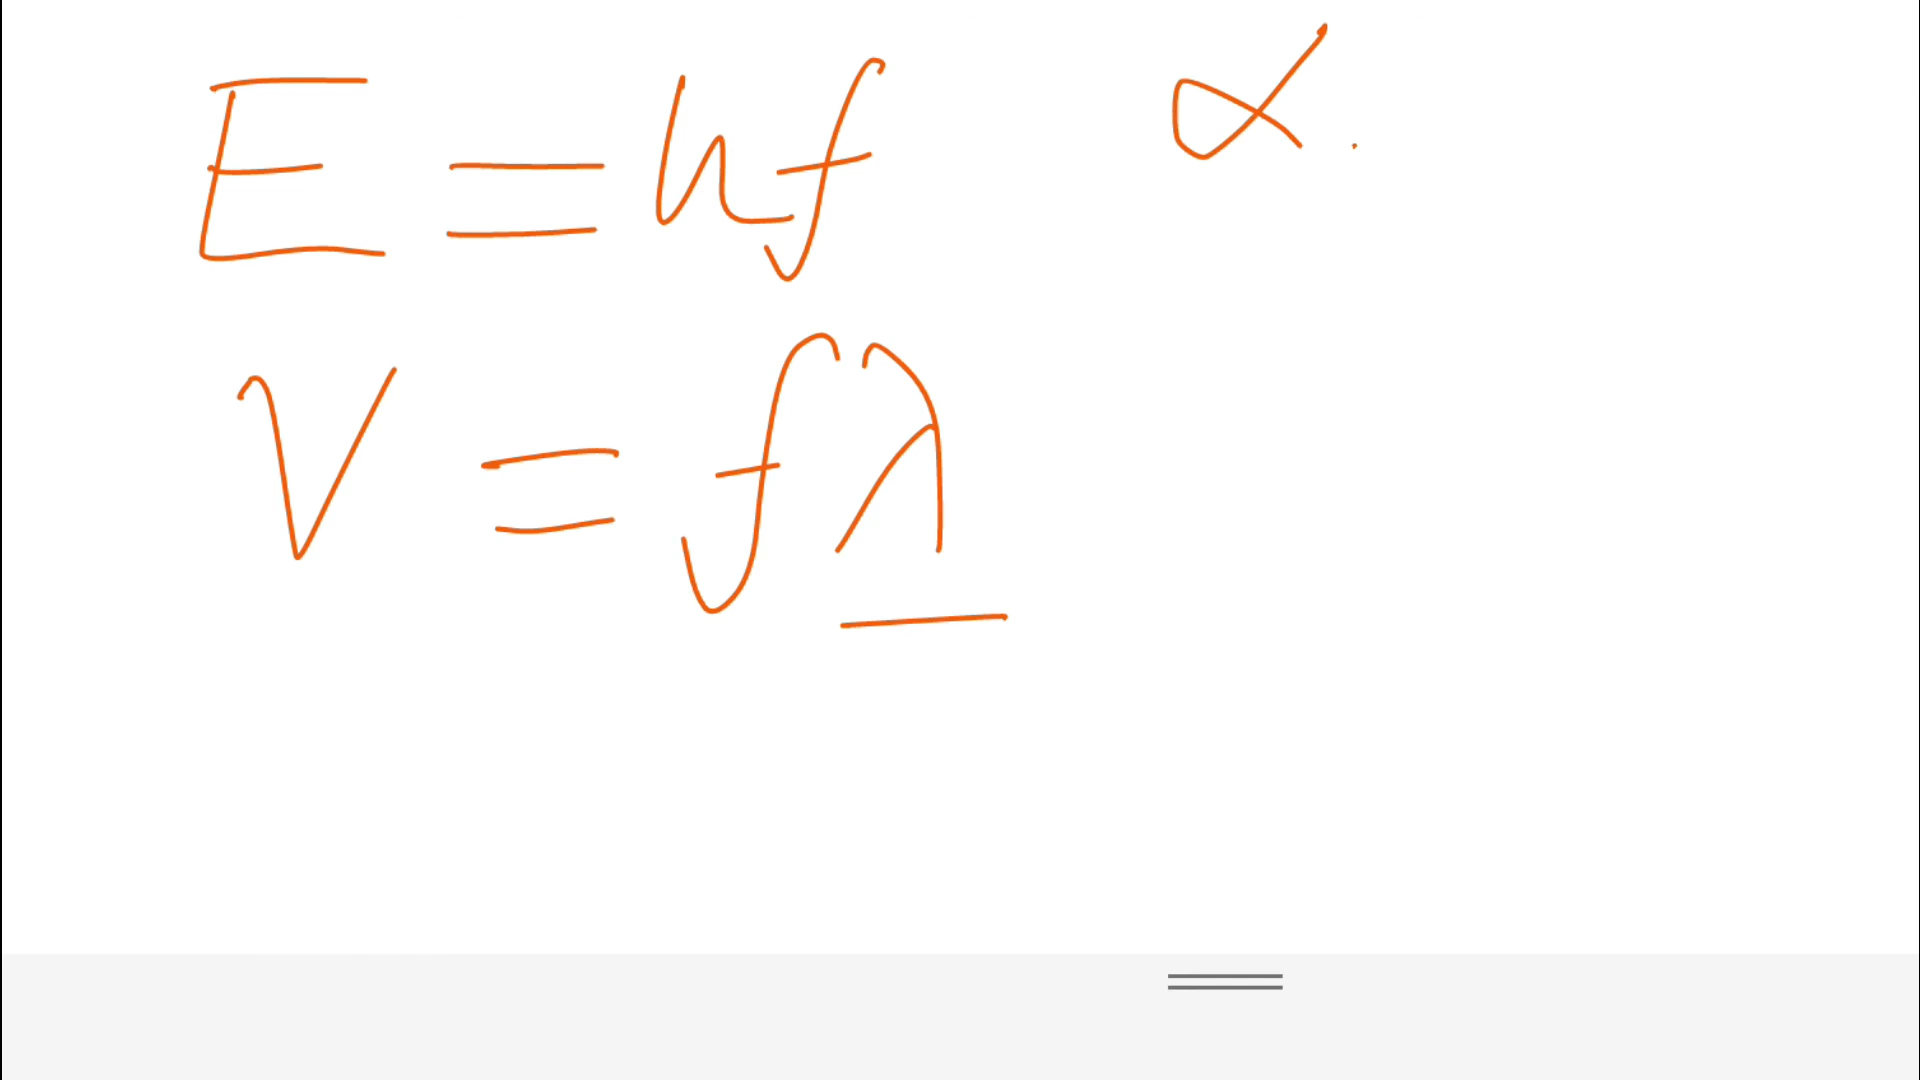 E = hf
α.
V = fλ